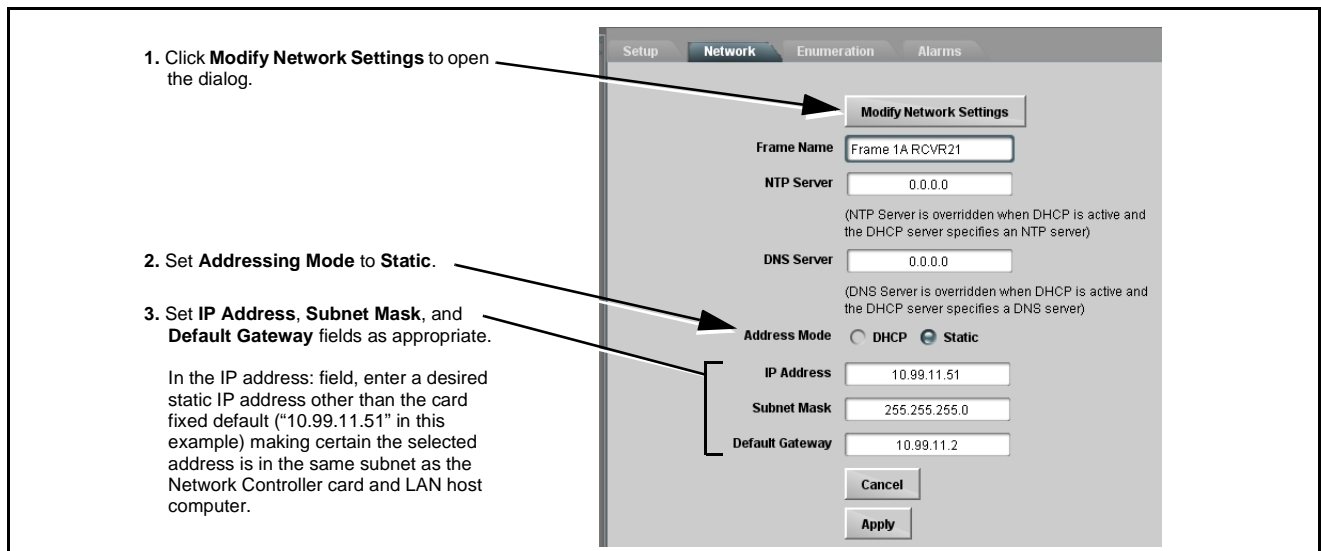 1. Click Modify Network Settings to open
the dialog.
2. Set Addressing Mode to Static.
3. Set IP Address, Subnet Mask, and
Default Gateway fields as appropriate.
In the IP address: field, enter a desired
static IP address other than the card
fixed default (“10.99.11.51” in this
example) making certain the selected
address is in the same subnet as the
Network Controller card and LAN host
computer.
Setup Network Enumeration Alarms
Modify Network Settings
Frame Name Frame 1A RCVR21
NTP Server 0.0.0.0
(NTP Server is overridden when DHCP is active and
the DHCP server specifies an NTP server)
DNS Server 0.0.0.0
(DNS Server is overridden when DHCP is active and
the DHCP server specifies a DNS server)
Address Mode DHCP Static
IP Address 10.99.11.51
Subnet Mask 255.255.255.0
Default Gateway 10.99.11.2
Cancel
Apply